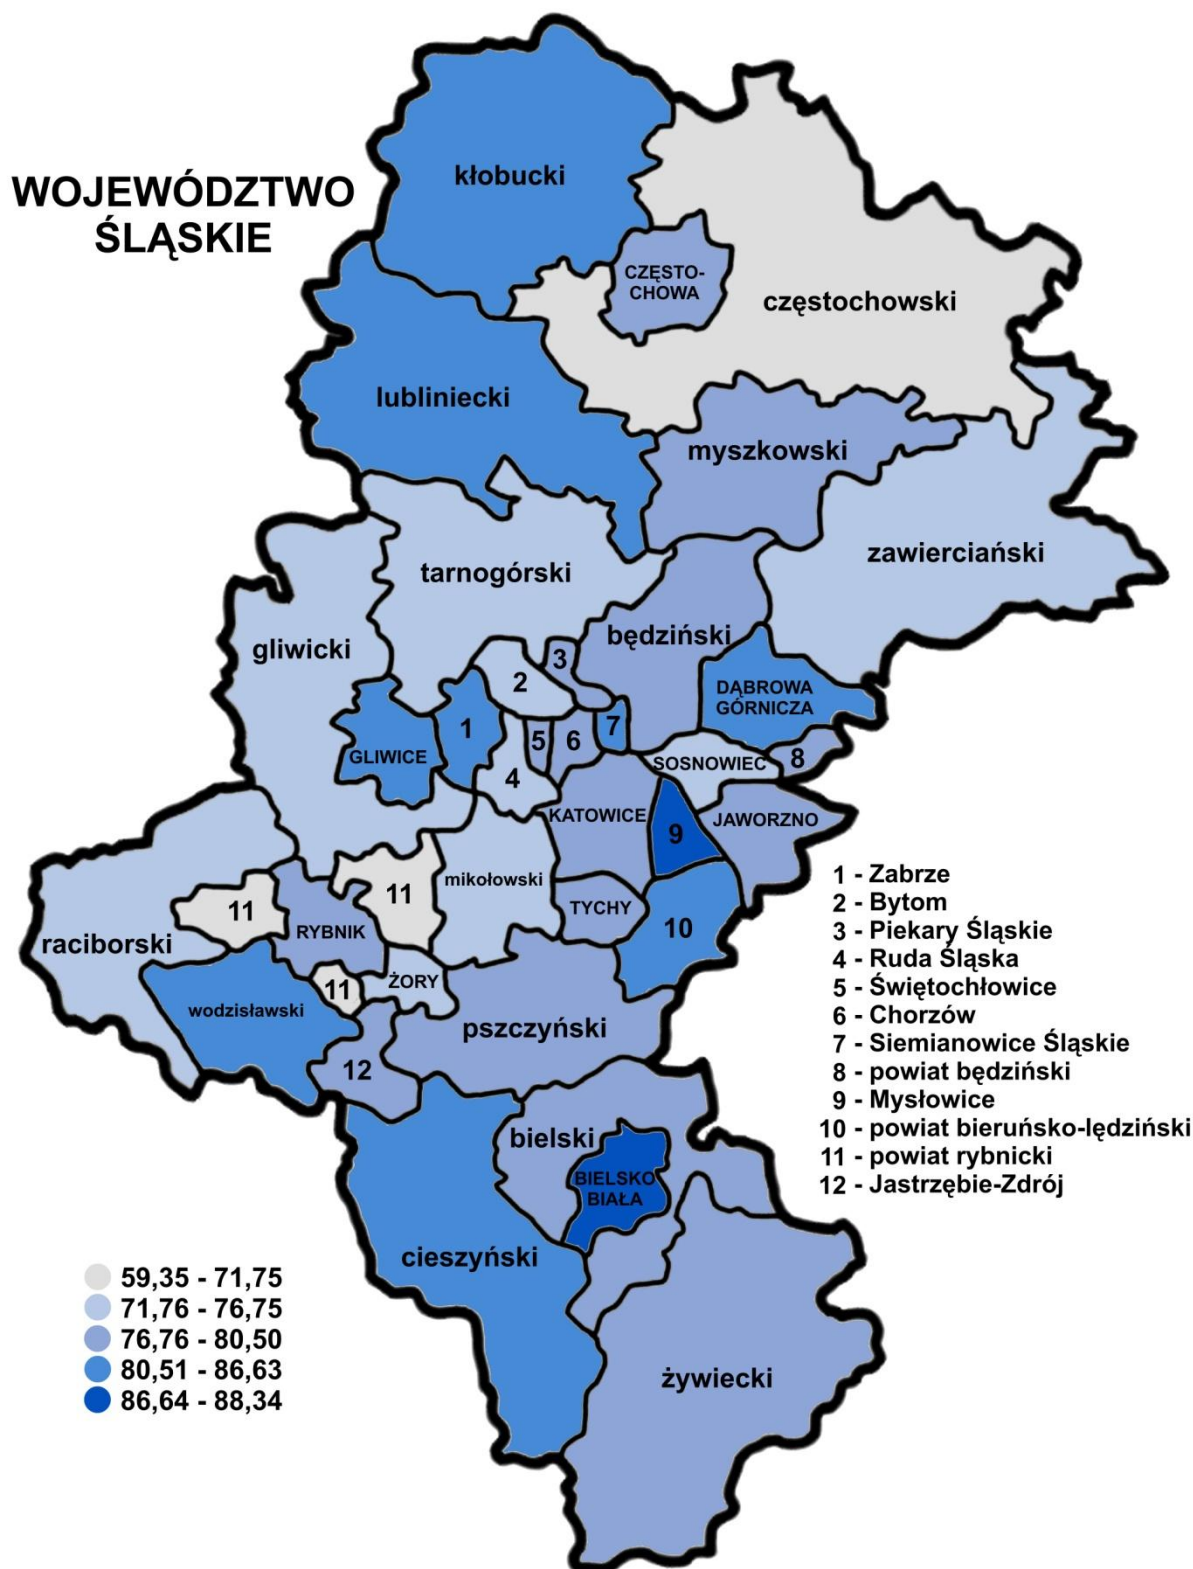 WOJEWÓDZTWO
ŚLĄSKIE
kłobucki
CZĘSTO-
CHOWA
częstochowski
lubliniecki
myszkowski
zawierciański
tarnogórski
gliwicki
będziński
3
2
DĄBROWA
GÓRNICZA
1
7
5
6
GLIWICE
SOSNOWIEC
8
4
KATOWICE
9
JAWORZNO
mikołowski
11
11
TYCHY
10
RYBNIK
raciborski
11
ŻORY
wodzisławski
pszczyński
12
bielski
BIELSKO
BIAŁA
cieszyński
żywiecki
1 - Zabrze
2 - Bytom
3 - Piekary Śląskie
4 - Ruda Śląska
5 - Świętochłowice
6 - Chorzów
7 - Siemianowice Śląskie
8 - powiat będziński
9 - Mysłowice
10 - powiat bieruńsko-lędziński
11 - powiat rybnicki
12 - Jastrzębie-Zdrój
59,35 - 71,75
71,76 - 76,75
76,76 - 80,50
80,51 - 86,63
86,64 - 88,34